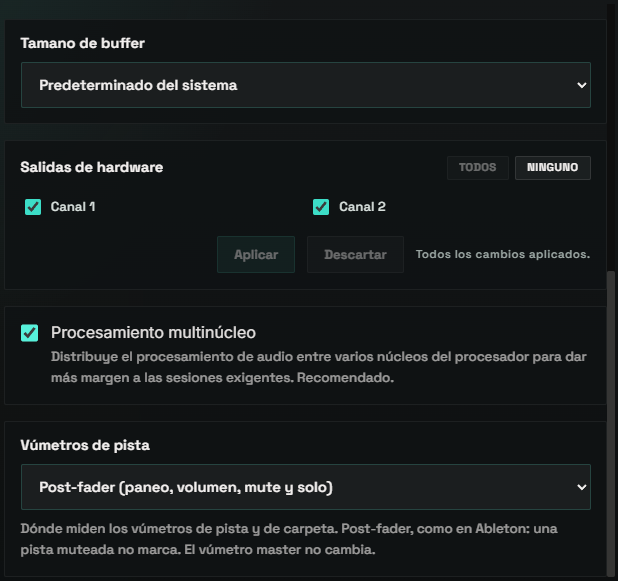 Tamano de buffer
Predeterminado del sistema
Salidas de hardware
TODOS NINGUNO
Canal 1 Canal 2
Aplicar Descartar Todos los cambios aplicados.
Procesamiento multinúcleo
Distribuye el procesamiento de audio entre varios núcleos del procesador para dar
más margen a las sesiones exigentes. Recomendado.
Vúmetros de pista
Post-fader (paneo, volumen, mute y solo)
Dónde miden los vúmetros de pista y de carpeta. Post-fader, como en Ableton: una
pista muteada no marca. El vúmetro master no cambia.